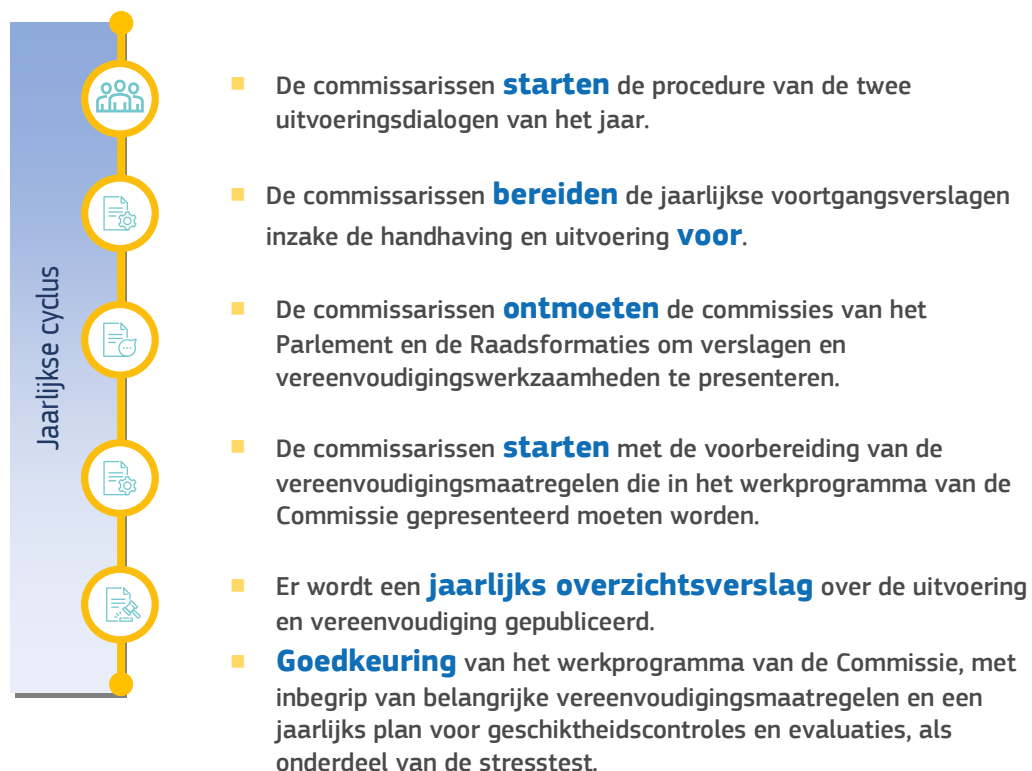 Jaarlijkse cyclus
De commissarissen starten de procedure van de twee
uitvoeringsdialogen van het jaar.
De commissarissen bereiden de jaarlijkse voortgangsverslagen
inzake de handhaving en uitvoering voor.
De commissarissen ontmoeten de commissies van het
Parlement en de Raadsformaties om verslagen en
vereenvoudigingswerkzaamheden te presenteren.
De commissarissen starten met de voorbereiding van de
vereenvoudigingsmaatregelen die in het werkprogramma van de
Commissie gepresenteerd moeten worden.
Er wordt een jaarlijks overzichtsverslag over de uitvoering
en vereenvoudiging gepubliceerd.
Goedkeuring van het werkprogramma van de Commissie, met
inbegrip van belangrijke vereenvoudigingsmaatregelen en een
jaarlijks plan voor geschiktheidscontroles en evaluaties, als
onderdeel van de stresstest.